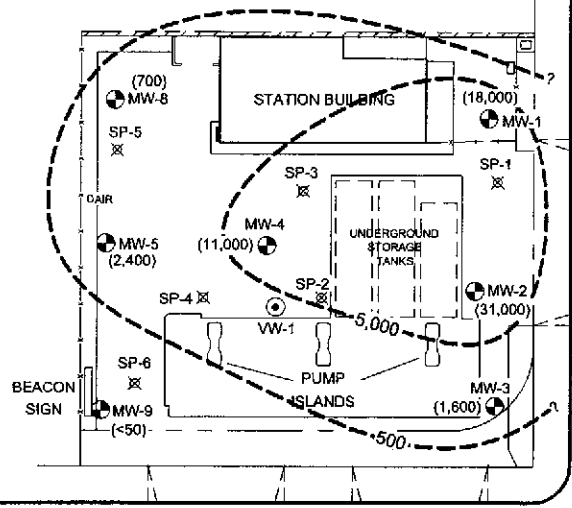 (700)
MW-8
STATION BUILDING
(18,000)
MW-1
?
SP-5
SP-3
SP-1
AIR
MW-4
(11,000)
UNDERGROUND
STORAGE
TANKS
MW-5
(2,400)
SP-4
SP-2
MW-2
(31,000)
VW-1
5,000
SP-6
PUMP
ISLANDS
BEACON
SIGN
MW-9
(<50)
MW-3
(1,600)
?
500